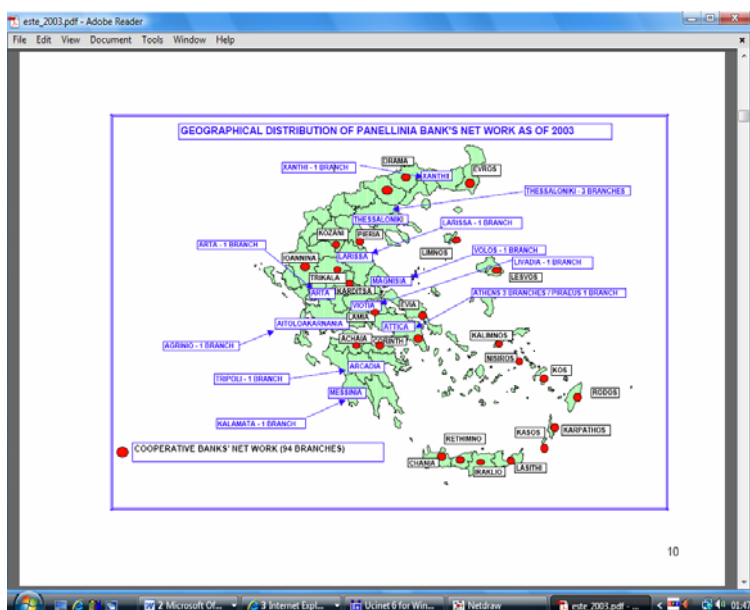 este_2003.pdf - Adobe Reader
File Edit View Document Tools Window Help
GEOGRAPHICAL DISTRIBUTION OF PANELLINIA BANK'S NET WORK AS OF 2003
DRAMA
XANTHI - 1 BRANCH
EVROS
XANTHI
THESSALONIKI - 3 BRANCHES
THESSALONIKI
LARISSA - 1 BRANCH
KOZANI
PIERIA
ARTA - 1 BRANCH
LIMNOS
VOLOS - 1 BRANCH
IOANNINA
LARISSA
LIVADIA - 1 BRANCH
TRIKALA
MAGNISIA
LESVOS
ARTA
KARDITSA
ATHENS 3 BRANCHES / PIRAEUS 1 BRANCH
VIOTIA
EVIA
LAMIA
AITOLOAKARNANIA
ATTICA
KALIMNOS
AGRINIO - 1 BRANCH
ACHAIA
CORINTH
NISIROS
ARCADIA
KOS
TRIPOLI - 1 BRANCH
RODOS
MESSINIA
KALAMATA - 1 BRANCH
KARPATHOS
KASOS
RETHIMNO
COOPERATIVE BANKS' NET WORK (94 BRANCHES)
CHANIA
LASITHI
IRAKLIO
10
2 Microsoft Of...
3 Internet Expl...
Ucinet 6 for Win...
Netdraw
este_2003.pdf - ...